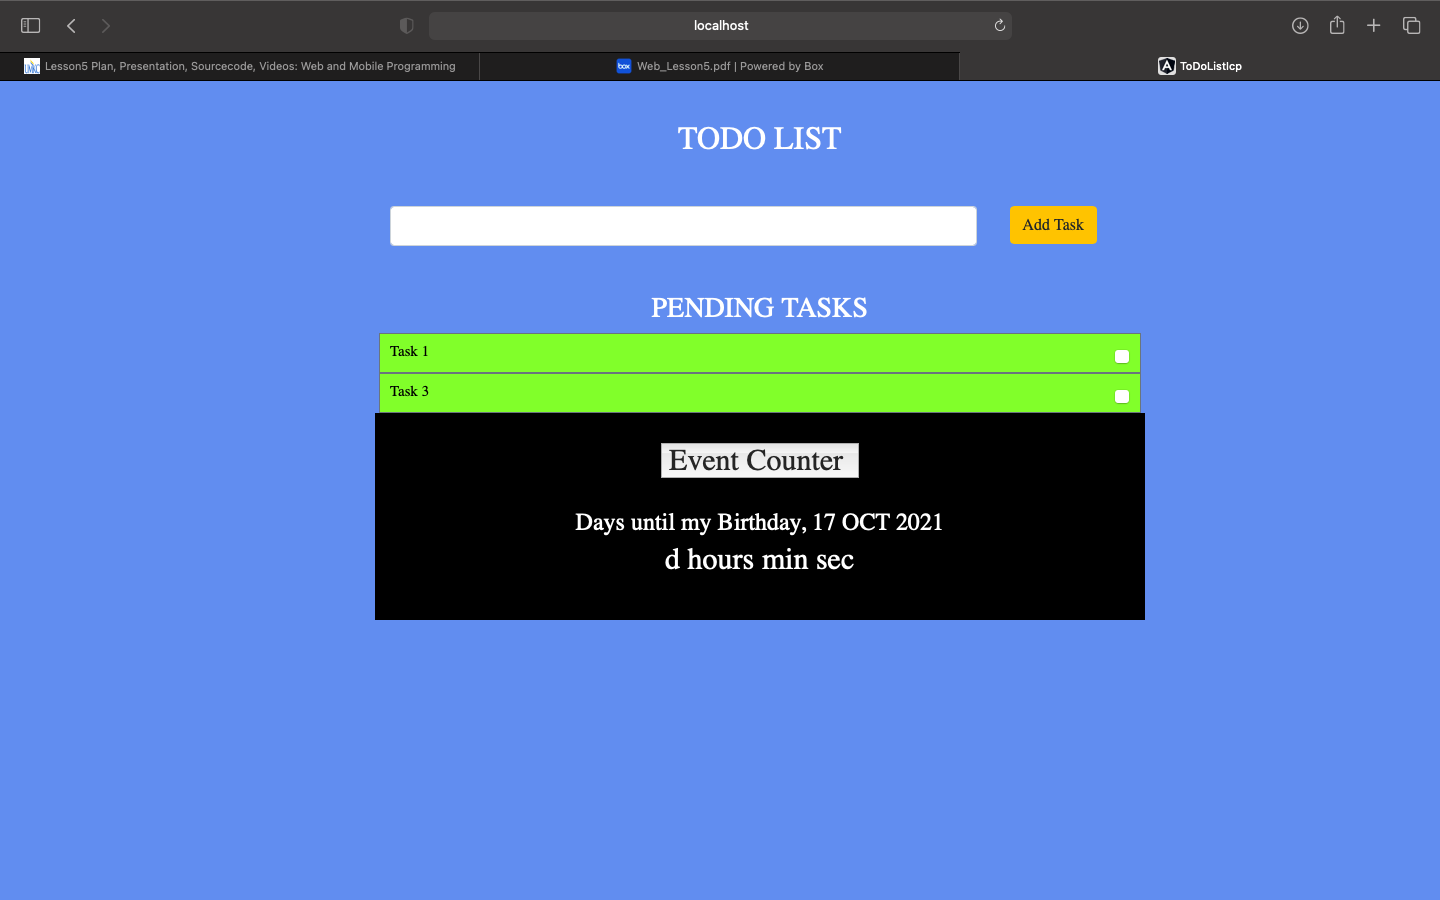 localhost
Lesson5 Plan, Presentation, Sourcecode, Videos: Web and Mobile Programming
box Web_Lesson5.pdf | Powered by Box
ToDoListIcp
TODO LIST
Add Task
PENDING TASKS
Task 1
Task 3
Event Counter
Days until my Birthday, 17 OCT 2021
d hours min sec